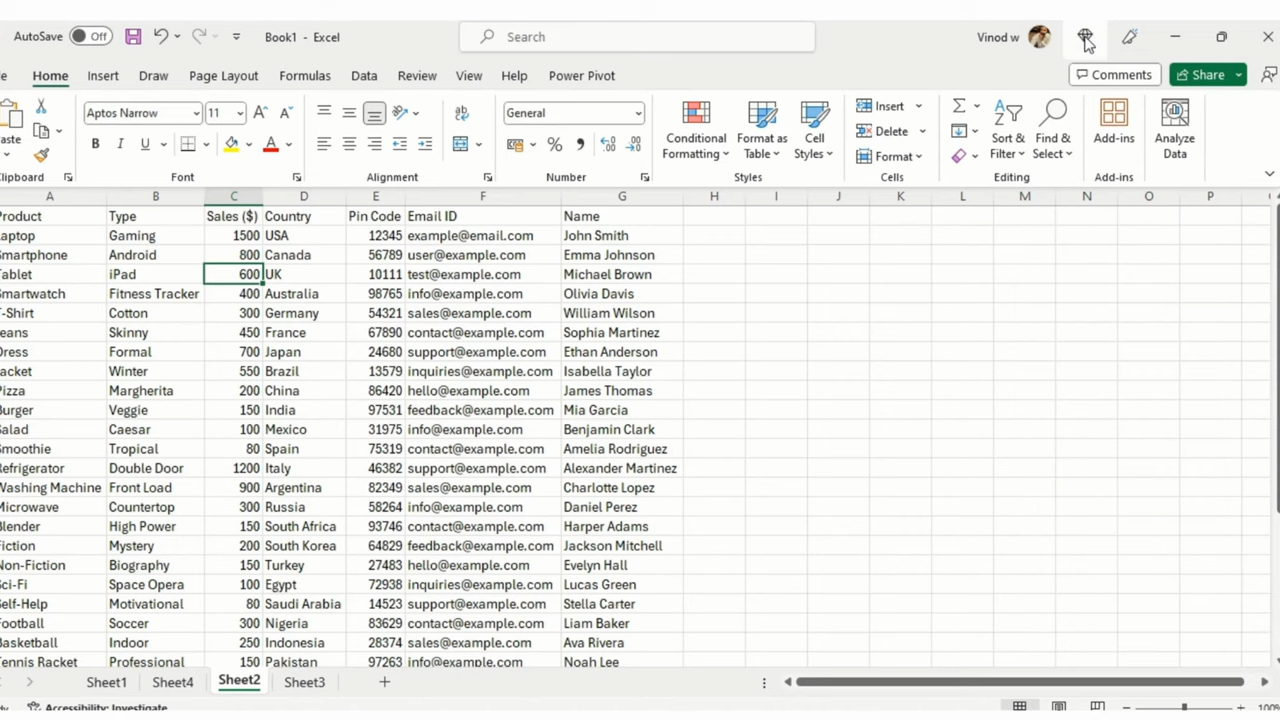 AutoSave Off Book1 - Excel Search Vinod w
Home Insert Draw Page Layout Formulas Data Review View Help Power Pivot Comments Share
Aptos Narrow 11 General Conditional Formatting Format as Table Cell Styles Insert Delete Format Sort & Filter Find & Select Add-ins Analyze Data
Font Alignment Number Styles Cells Editing Add-ins
A B C D E F G H I J K L M N O P
Product Type Sales ($) Country Pin Code Email ID Name
aptop Gaming 1500 USA 12345 example@email.com John Smith
Smartphone Android 800 Canada 56789 user@example.com Emma Johnson
Tablet iPad 600 UK 10111 test@example.com Michael Brown
Smartwatch Fitness Tracker 400 Australia 98765 info@example.com Olivia Davis
T-Shirt Cotton 300 Germany 54321 sales@example.com William Wilson
eans Skinny 450 France 67890 contact@example.com Sophia Martinez
Dress Formal 700 Japan 24680 support@example.com Ethan Anderson
acket Winter 550 Brazil 13579 inquiries@example.com Isabella Taylor
Pizza Margherita 200 China 86420 hello@example.com James Thomas
Burger Veggie 150 India 97531 feedback@example.com Mia Garcia
Salad Caesar 100 Mexico 31975 info@example.com Benjamin Clark
Smoothie Tropical 80 Spain 75319 contact@example.com Amelia Rodriguez
Refrigerator Double Door 1200 Italy 46382 support@example.com Alexander Martinez
Washing Machine Front Load 900 Argentina 82349 sales@example.com Charlotte Lopez
Microwave Countertop 300 Russia 58264 info@example.com Daniel Perez
Blender High Power 150 South Africa 93746 contact@example.com Harper Adams
Fiction Mystery 200 South Korea 64829 feedback@example.com Jackson Mitchell
Non-Fiction Biography 150 Turkey 27483 hello@example.com Evelyn Hall
Sci-Fi Space Opera 100 Egypt 72938 inquiries@example.com Lucas Green
Self-Help Motivational 80 Saudi Arabia 14523 support@example.com Stella Carter
Football Soccer 300 Nigeria 83629 contact@example.com Liam Baker
Basketball Indoor 250 Indonesia 28374 sales@example.com Ava Rivera
Tennis Racket Professional 150 Pakistan 97263 info@example.com Noah Lee
Sheet1 Sheet4 Sheet2 Sheet3
Accessibility: Investigate 100%